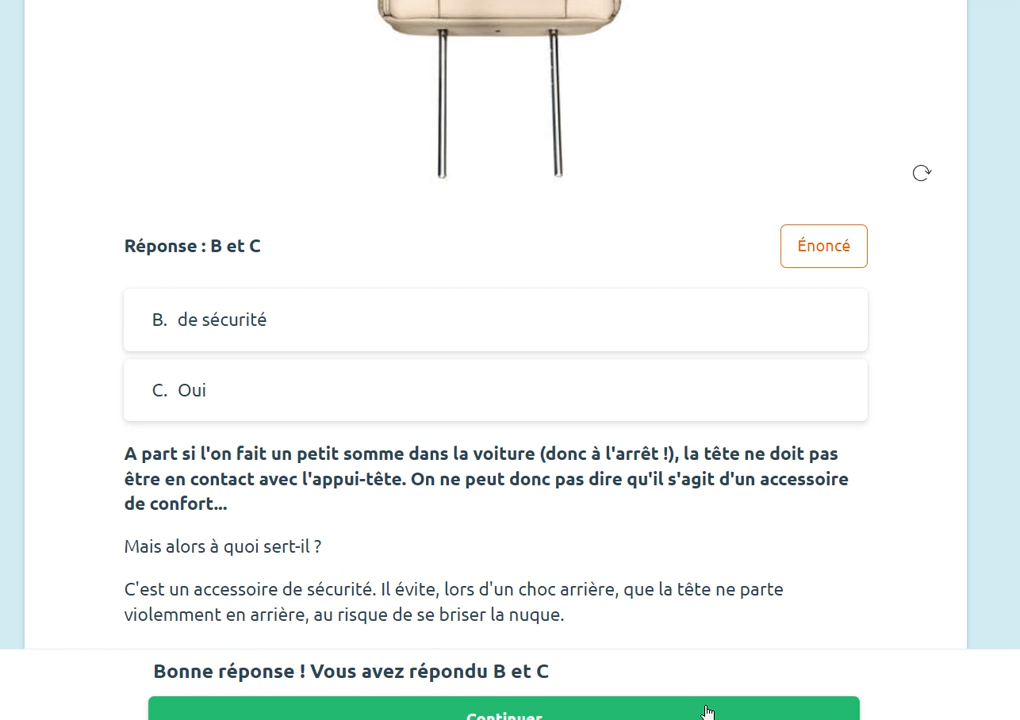 Réponse : B et C
Énoncé
B. de sécurité
C. Oui
A part si l'on fait un petit somme dans la voiture (donc à l'arrêt !), la tête ne doit pas
être en contact avec l'appui-tête. On ne peut donc pas dire qu'il s'agit d'un accessoire
de confort...
Mais alors à quoi sert-il ?
C'est un accessoire de sécurité. Il évite, lors d'un choc arrière, que la tête ne parte
violemment en arrière, au risque de se briser la nuque.
Bonne réponse ! Vous avez répondu B et C
Continuer